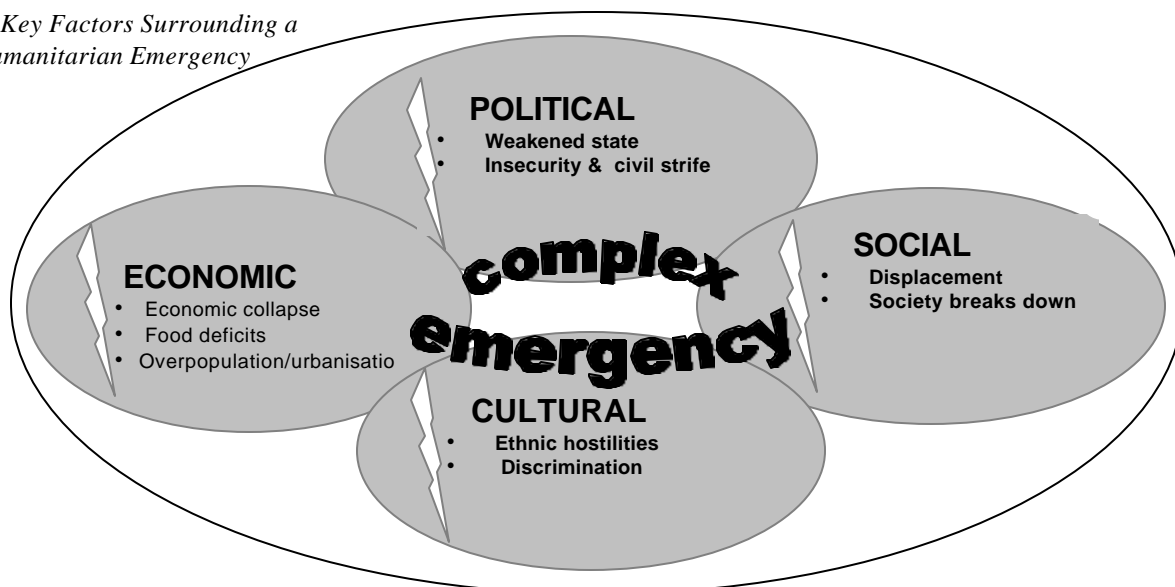 Key Factors Surrounding a
manitarian Emergency
POLITICAL
• Weakened state
• Insecurity & civil strife
ECONOMIC
• Economic collapse
• Food deficits
• Overpopulation/urbanisatio
complex
emergency
SOCIAL
• Displacement
• Society breaks down
CULTURAL
• Ethnic hostilities
• Discrimination